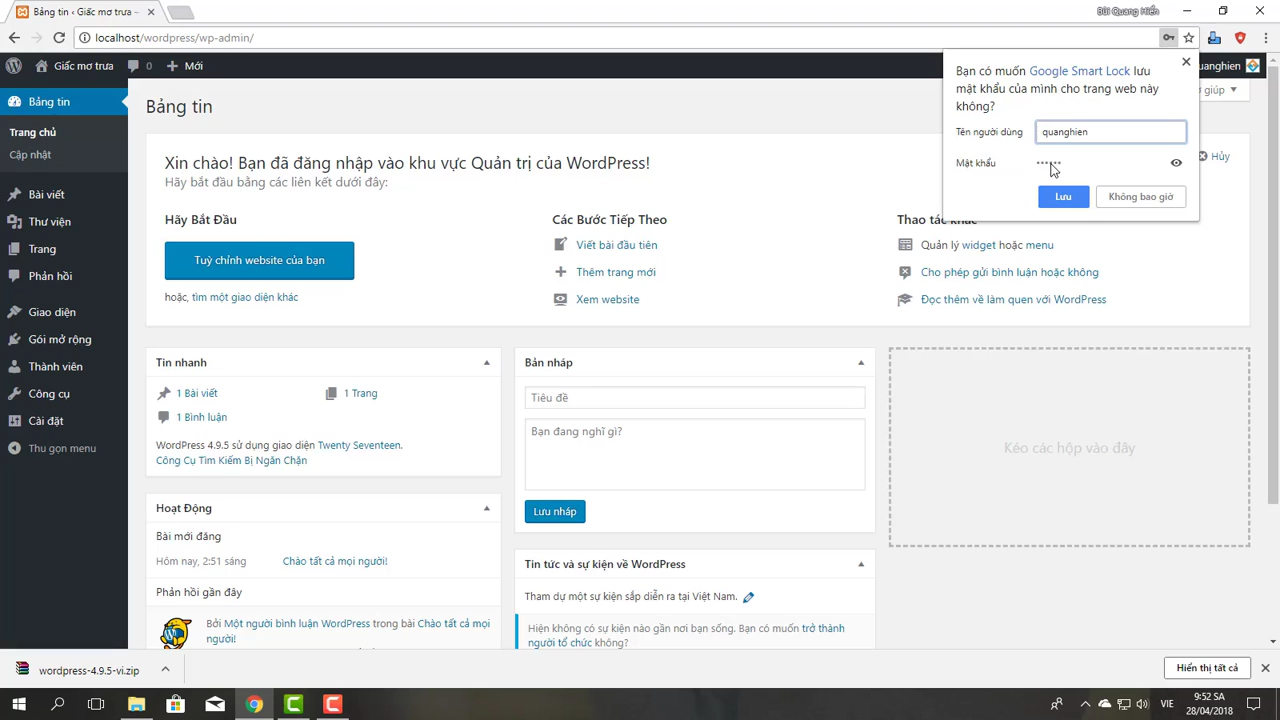 Bảng tin ‹ Giấc mơ trưa –
Bùi Quang Hiển
localhost/wordpress/wp-admin/
Giấc mơ trưa
0
Mới
quanghien
Bảng tin
Trang chủ
Cập nhật
Bài viết
Thư viện
Trang
Phản hồi
Giao diện
Gói mở rộng
Thành viên
Công cụ
Cài đặt
Thu gọn menu
Bạn có muốn Google Smart Lock lưu
mật khẩu của mình cho trang web này
không?
Tên người dùng
quanghien
Mật khẩu
••••••
Lưu
Không bao giờ
giúp
Hủy
Bảng tin
Xin chào! Bạn đã đăng nhập vào khu vực Quản trị của WordPress!
Hãy bắt đầu bằng các liên kết dưới đây:
Hãy Bắt Đầu
Tuỳ chỉnh website của bạn
hoặc, tìm một giao diện khác
Các Bước Tiếp Theo
Viết bài đầu tiên
Thêm trang mới
Xem website
Thao tác khác
Quản lý widget hoặc menu
Cho phép gửi bình luận hoặc không
Đọc thêm về làm quen với WordPress
Tin nhanh
1 Bài viết
1 Trang
1 Bình luận
WordPress 4.9.5 sử dụng giao diện Twenty Seventeen.
Công Cụ Tìm Kiếm Bị Ngăn Chặn
Hoạt Động
Bài mới đăng
Hôm nay, 2:51 sáng
Chào tất cả mọi người!
Phản hồi gần đây
Bởi Một người bình luận WordPress trong bài Chào tất cả mọi
người!
Bản nháp
Tiêu đề
Bạn đang nghĩ gì?
Lưu nháp
Tin tức và sự kiện về WordPress
Tham dự một sự kiện sắp diễn ra tại Việt Nam.
Hiện không có sự kiện nào gần nơi bạn sống. Bạn có muốn trở thành
người tổ chức không?
Kéo các hộp vào đây
wordpress-4.9.5-vi.zip
Hiển thị tất cả
VIE
9:52 SA
28/04/2018